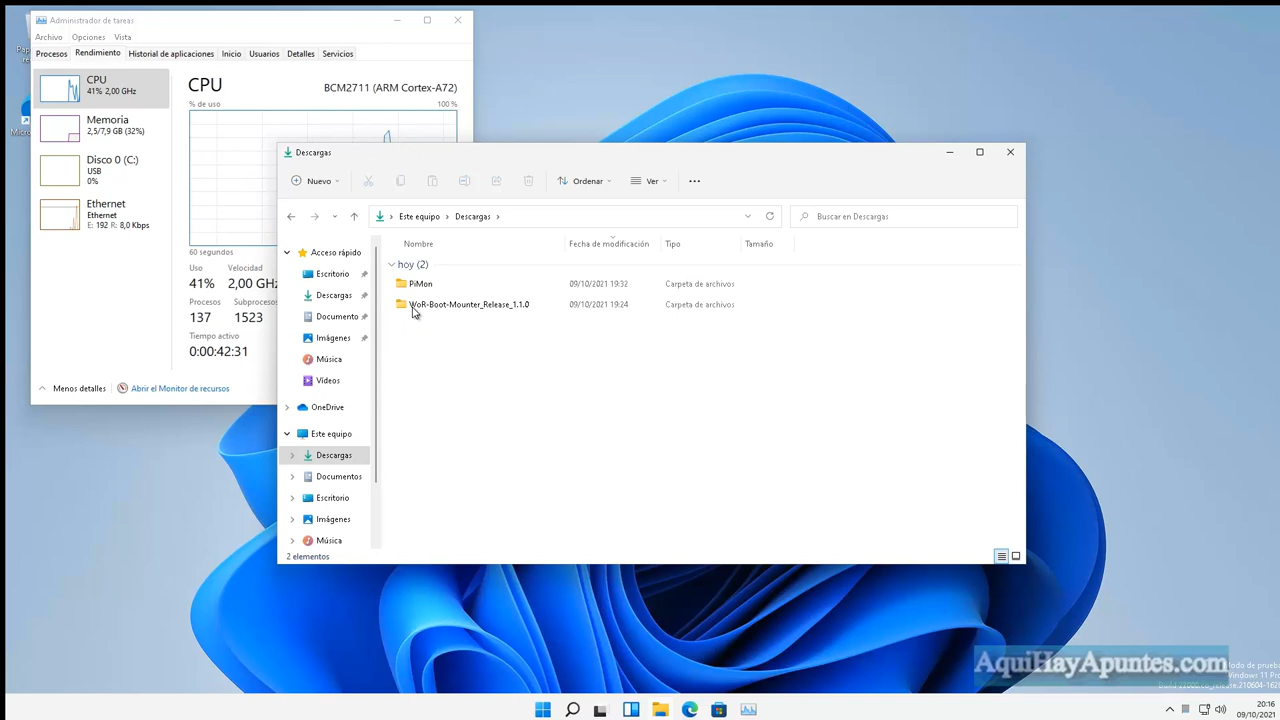 Administrador de tareas
Archivo Opciones Vista
Procesos Rendimiento Historial de aplicaciones Inicio Usuarios Detalles Servicios
CPU
41% 2,00 GHz
Memoria
2,5/7,9 GB (32%)
Disco 0 (C:)
USB
0%
Ethernet
Ethernet
E: 192 R: 8,0 Kbps
CPU BCM2711 (ARM Cortex-A72)
% de uso 100 %
60 segundos
Uso Velocidad
41% 2,00 GHz
Procesos Subprocesos
137 1523
Tiempo activo
0:00:42:31
Menos detalles Abrir el Monitor de recursos
Descargas
Nuevo Ordenar Ver
Este equipo Descargas
Buscar en Descargas
Nombre Fecha de modificación Tipo Tamaño
hoy (2)
PiMon 09/10/2021 19:32 Carpeta de archivos
WoR-Boot-Mounter_Release_1.1.0 09/10/2021 19:24 Carpeta de archivos
Acceso rápido
Escritorio
Descargas
Documento
Imágenes
Música
Vídeos
OneDrive
Este equipo
Descargas
Documentos
Escritorio
Imágenes
Música
2 elementos
AquiHayApuntes.com
Windows 11 Pro
20:16
09/10/2021